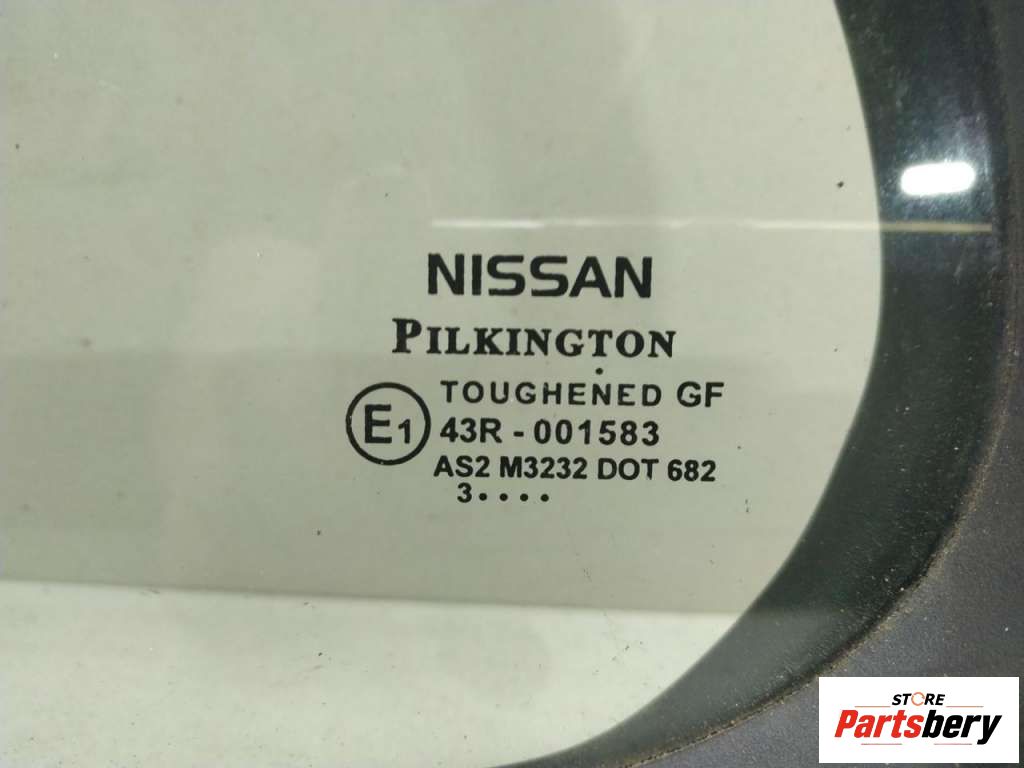 NISSAN
PILKINGTON
TOUGHENED GF
E1 43R - 001583
AS2 M3232 DOT 682
3....
STORE
Partsbery